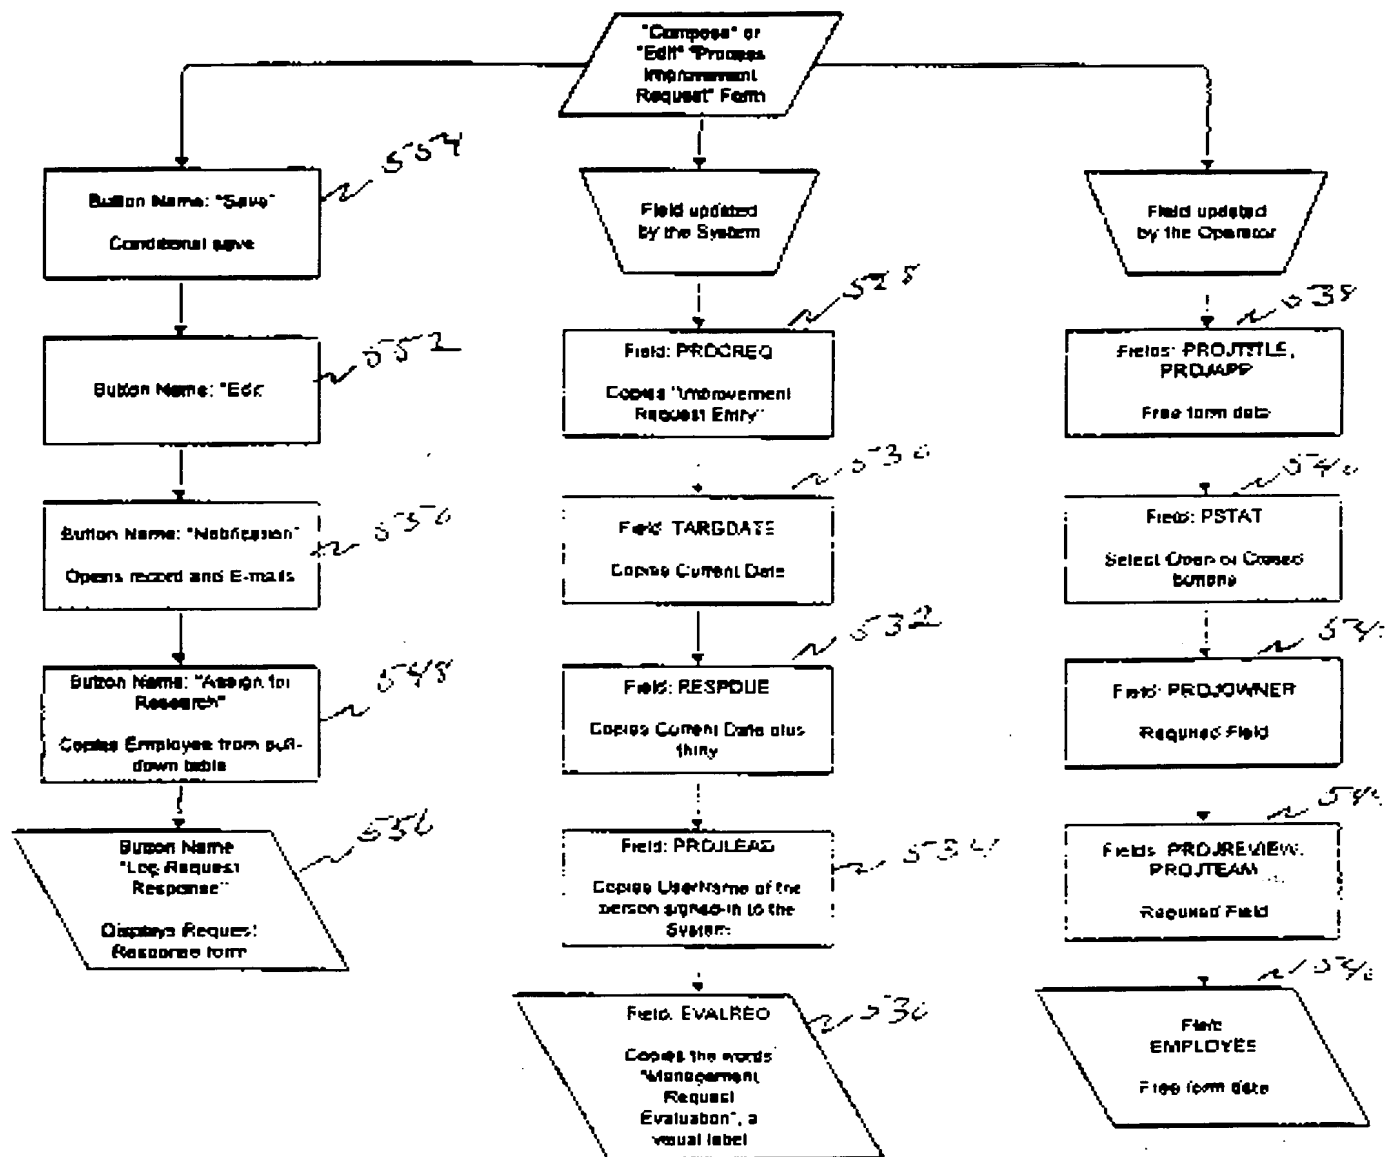 "Compose" or
"Edit" "Process
Improvement
Request" Form
554
Button Name: "Save"
Conditional save
552
Button Name: "Edit
Button Name: "Notification"
Opens record and E-mails
548
Button Name: "Assign for
Research"
Copies Employee from pull-
down table
556
Button Name
"Log Request
Response"
Displays Request
Response form
Field updated
by the System
528
Field: PROCREQ
Copies "Improvement
Request Entry"
530
Field: TARGDATE
Copies Current Date
532
Field: RESPDUE
Copies Current Date plus
thirty
534
Field: PROJLEAD
Copies UserName of the
person signed-in to the
System
536
Field: EVALREQ
Copies the words
"Management
Request
Evaluation", a
visual label
Field updated
by the Operator
538
Fields: PROJTITLE,
PROJAPP
Free form data
540
Field: PSTAT
Select Open or Closed
buttons
Field: PROJOWNER
Required Field
Fields: PROJREVIEW,
PROJTEAM
Required Field
546
Field:
EMPLOYES
Free form data